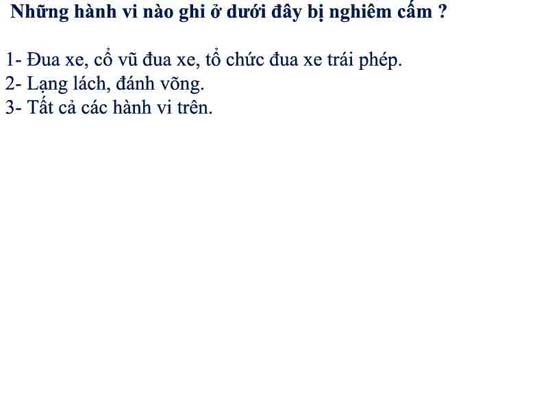 Những hành vi nào ghi ở dưới đây bị nghiêm cấm ?
1- Đua xe, cổ vũ đua xe, tổ chức đua xe trái phép.
2- Lạng lách, đánh võng.
3- Tất cả các hành vi trên.